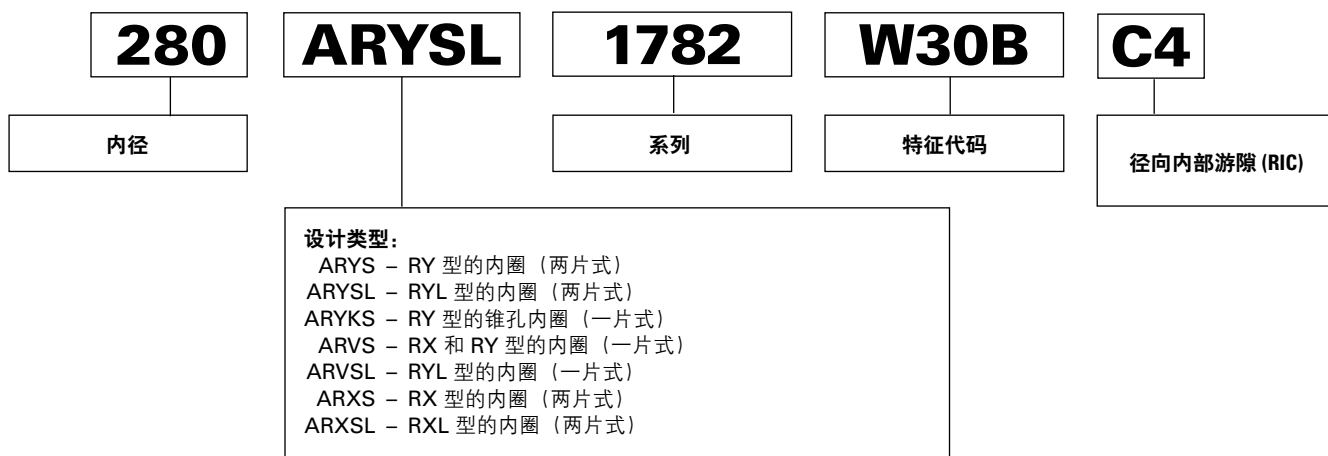 280 ARYSL 1782 W30B C4
内径 系列 特征代码 径向内部游隙 (RIC)
设计类型：
ARYS – RY 型的内圈（两片式）
ARYSL – RYL 型的内圈（两片式）
ARYKS – RY 型的锥孔内圈（一片式）
ARVS – RX 和 RY 型的内圈（一片式）
ARVSL – RYL 型的内圈（一片式）
ARXS – RX 型的内圈（两片式）
ARXSL – RXL 型的内圈（两片式）